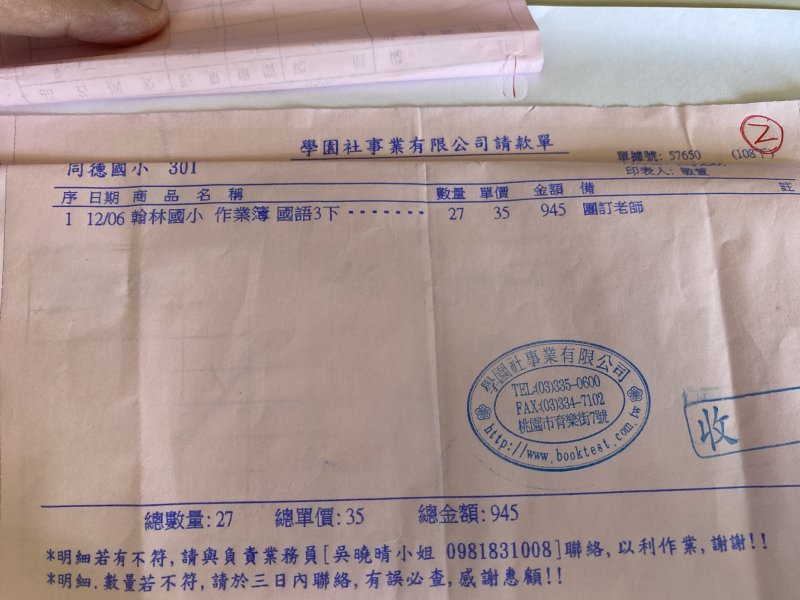 學園社事業有限公司請款單
②
同德國小 301
單據號: 57650 (108下)
印表人:
序 日期 商品名稱 數量 單價 金額 備註
1 12/06 翰林國小 作業簿 國語3下 ‧‧‧‧‧‧‧ 27 35 945 團訂老師
學園社事業有限公司
TEL:(03)335-0600
FAX:(03)334-7102
桃園市育樂街7號
http://www.booktest.com.tw
收
總數量: 27 總單價: 35 總金額: 945
*明細若有不符,請與負責業務員[吳曉晴小姐 0981831008]聯絡,以利作業,謝謝!!
*明細.數量若不符,請於三日內聯絡,有誤必查,感謝惠顧!!